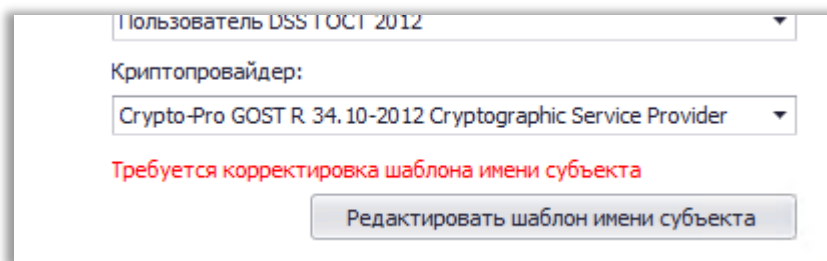 Пользователь DSS ГОСТ 2012
Криптопровайдер:
Crypto-Pro GOST R 34.10-2012 Cryptographic Service Provider
Требуется корректировка шаблона имени субъекта
Редактировать шаблон имени субъекта